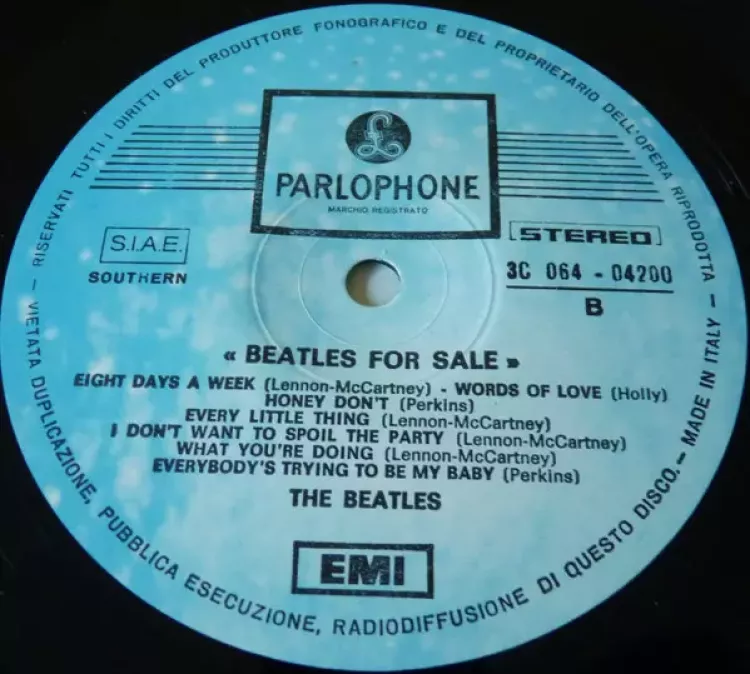 RISERVATI TUTTI I DIRITTI DEL PRODUTTORE FONOGRAFICO E DEL PROPRIETARIO DELL'OPERA RIPRODOTTA
£
PARLOPHONE
MARCHIO REGISTRATO
S.I.A.E.
SOUTHERN
STEREO
3C 064 - 04200
B
« BEATLES FOR SALE »
EIGHT DAYS A WEEK (Lennon-McCartney) - WORDS OF LOVE (Holly)
HONEY DON'T (Perkins)
EVERY LITTLE THING (Lennon-McCartney)
I DON'T WANT TO SPOIL THE PARTY (Lennon-McCartney)
WHAT YOU'RE DOING (Lennon-McCartney)
EVERYBODY'S TRYING TO BE MY BABY (Perkins)
THE BEATLES
EMI
— VIETATA DUPLICAZIONE, PUBBLICA ESECUZIONE, RADIODIFFUSIONE DI QUESTO DISCO. — MADE IN ITALY —